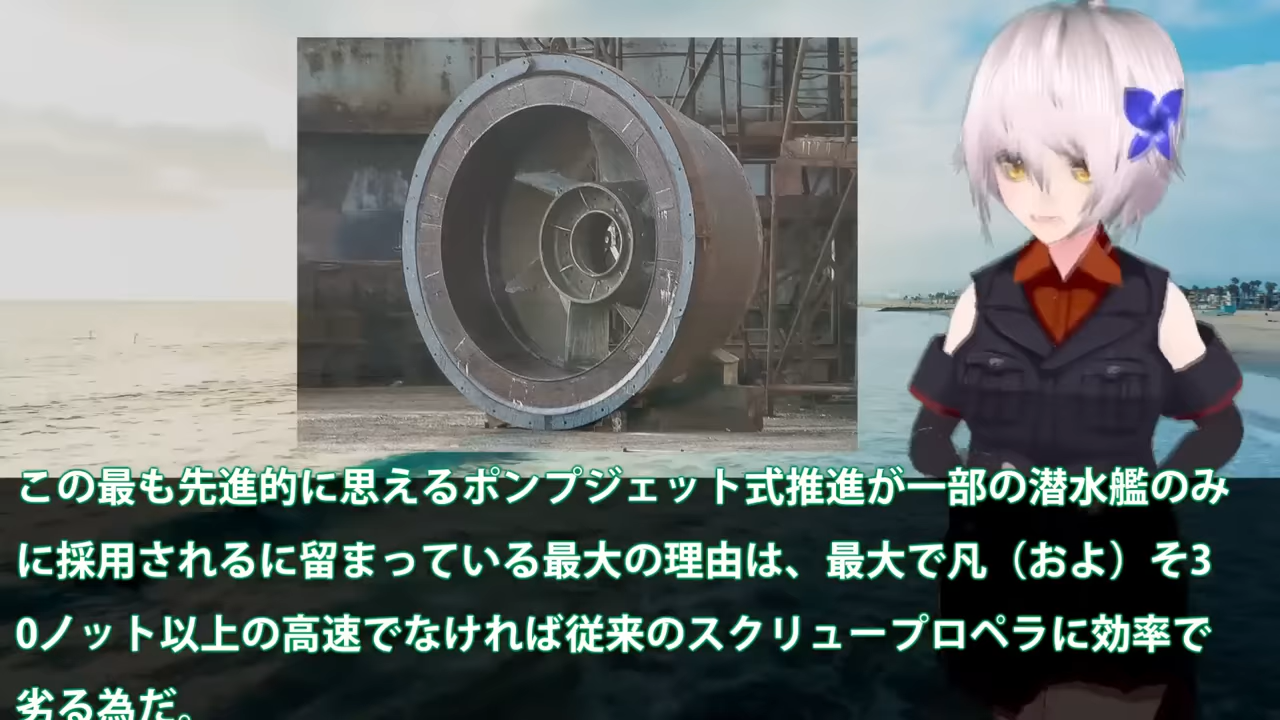 この最も先進的に思えるポンプジェット式推進が一部の潜水艦のみ
に採用されるに留まっている最大の理由は、最大で凡（およ）そ3
0ノット以上の高速でなければ従来のスクリュープロペラに効率で
劣る為だ。